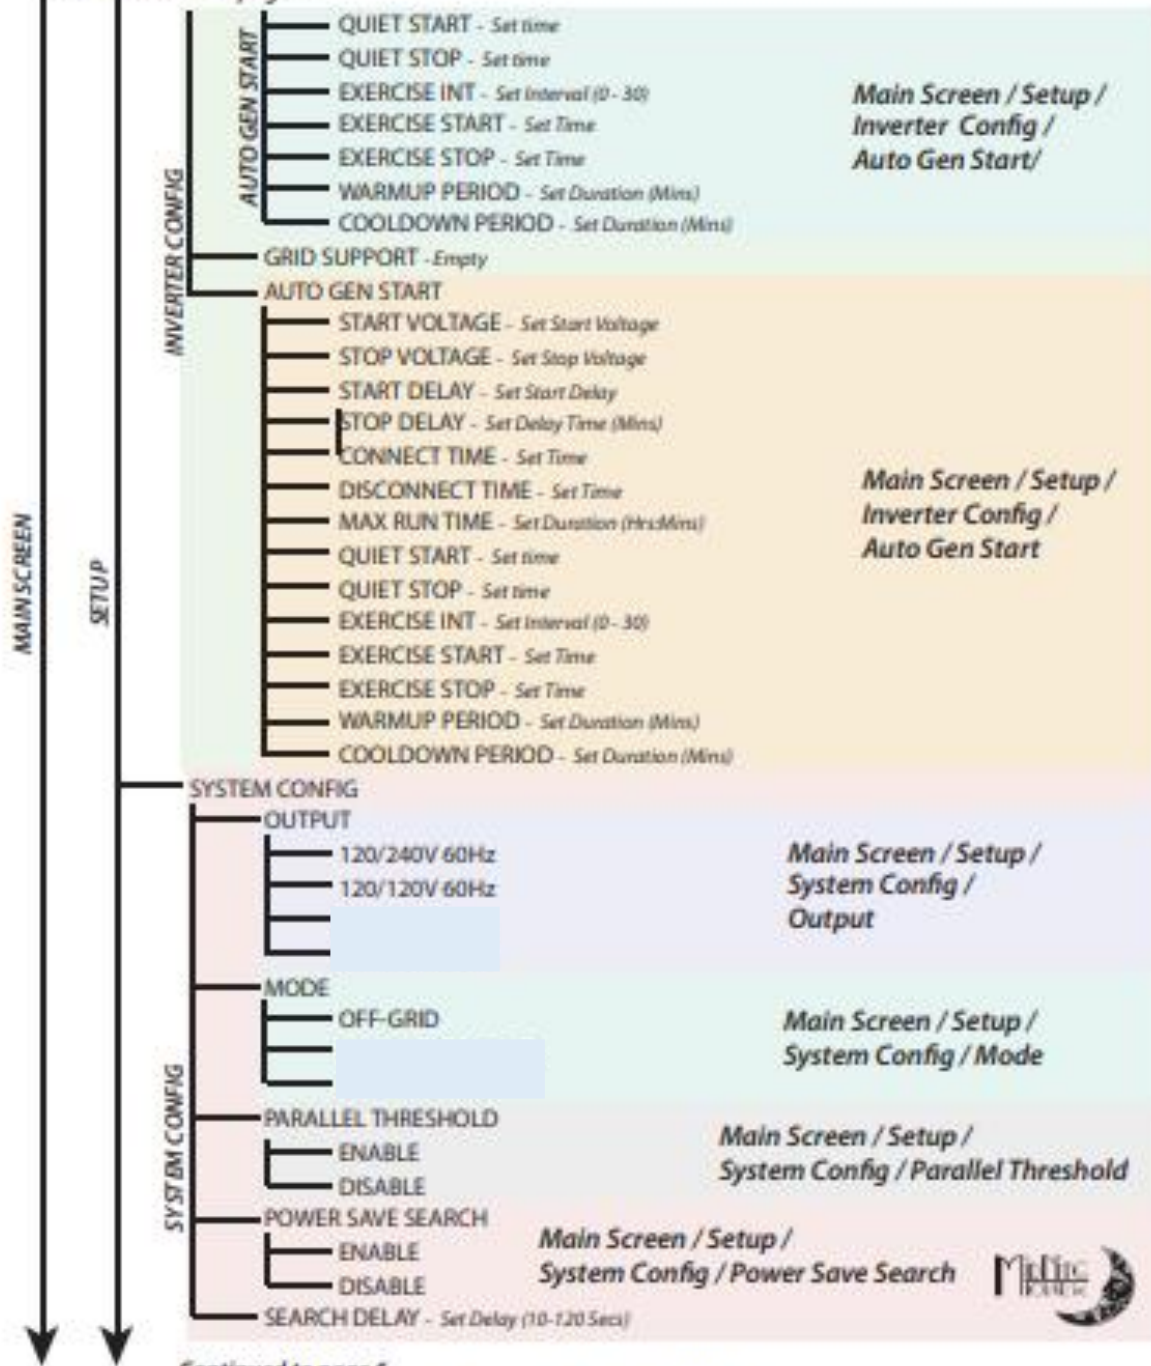 QUIET START - Set time
QUIET STOP - Set time
EXERCISE INT - Set Interval (0 - 30)
EXERCISE START - Set Time
EXERCISE STOP - Set Time
WARMUP PERIOD - Set Duration (Mins)
COOLDOWN PERIOD - Set Duration (Mins)
AUTO GEN START
Main Screen / Setup /
Inverter Config /
Auto Gen Start/
INVERTER CONFIG
GRID SUPPORT - Empty
AUTO GEN START
START VOLTAGE - Set Start Voltage
STOP VOLTAGE - Set Stop Voltage
START DELAY - Set Start Delay
STOP DELAY - Set Delay Time (Mins)
CONNECT TIME - Set Time
DISCONNECT TIME - Set Time
MAX RUN TIME - Set Duration (Hrs:Mins)
QUIET START - Set time
QUIET STOP - Set time
EXERCISE INT - Set Interval (0 - 30)
EXERCISE START - Set Time
EXERCISE STOP - Set Time
WARMUP PERIOD - Set Duration (Mins)
COOLDOWN PERIOD - Set Duration (Mins)
Main Screen / Setup /
Inverter Config /
Auto Gen Start
MAIN SCREEN
SETUP
SYSTEM CONFIG
OUTPUT
120/240V 60Hz
120/120V 60Hz
Main Screen / Setup /
System Config /
Output
MODE
OFF-GRID
Main Screen / Setup /
System Config / Mode
SYSTEM CONFIG
PARALLEL THRESHOLD
ENABLE
DISABLE
Main Screen / Setup /
System Config / Parallel Threshold
POWER SAVE SEARCH
ENABLE
DISABLE
Main Screen / Setup /
System Config / Power Save Search
SEARCH DELAY - Set Delay (10-120 Secs)
MidNite